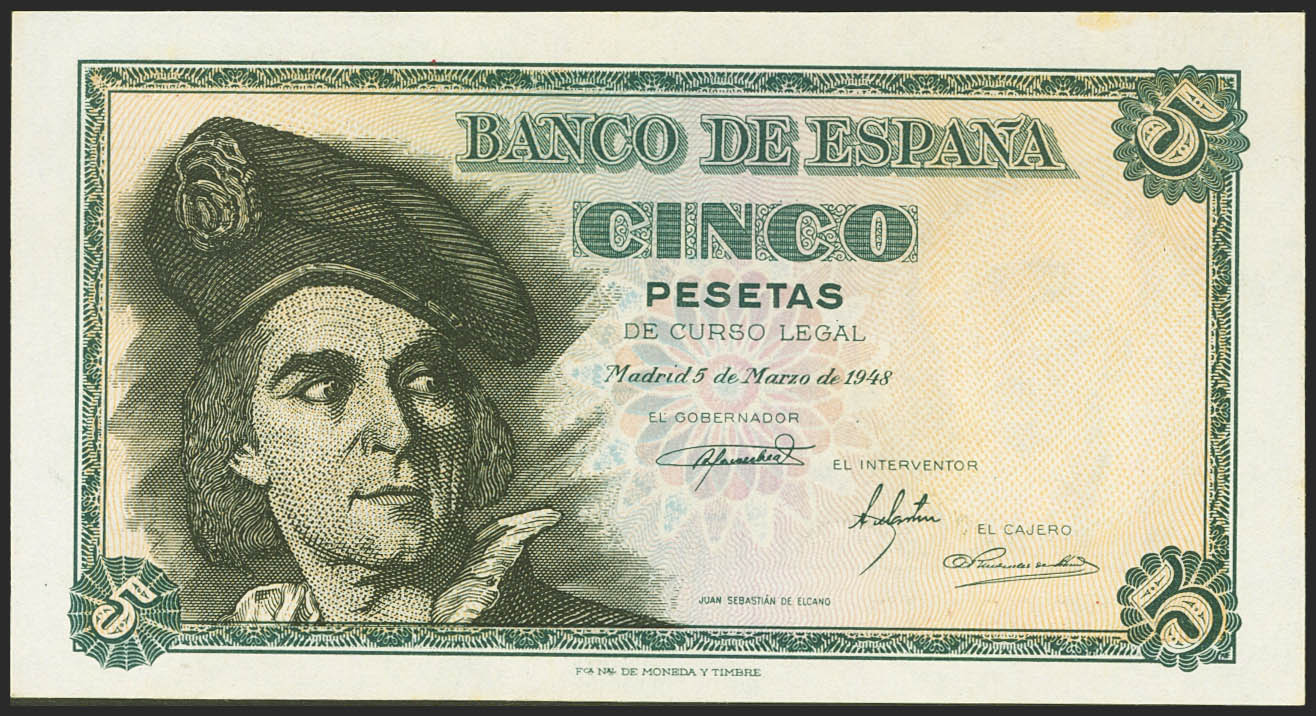 5
BANCO DE ESPAÑA
CINCO
PESETAS
DE CURSO LEGAL
Madrid 5 de Marzo de 1948
EL GOBERNADOR
EL INTERVENTOR
EL CAJERO
JUAN SEBASTIÁN DE ELCANO
5
5
Fca Nal DE MONEDA Y TIMBRE